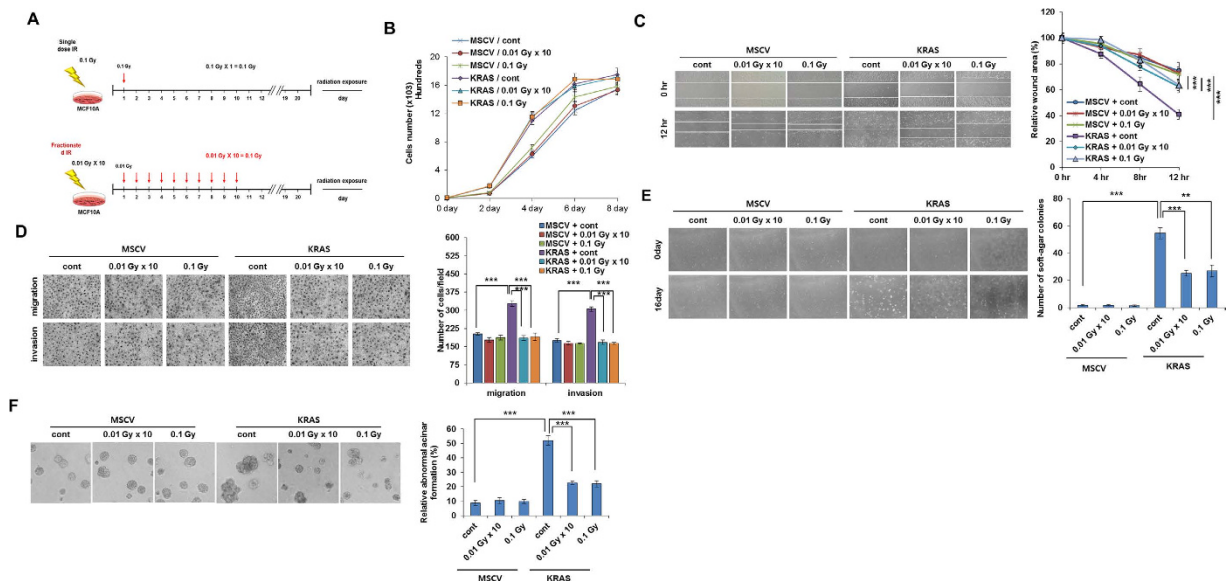 A
Single
dose IR
0.1 Gy
MCF10A
0.1 Gy
0.1 Gy X 1 = 0.1 Gy
1 2 3 4 5 6 7 8 9 10 11 12 19 20
radiation exposure
day
Fractionate
d IR
0.01 Gy X 10
MCF10A
0.01 Gy
0.01 Gy X 10 = 0.1 Gy
1 2 3 4 5 6 7 8 9 10 11 12 19 20
radiation exposure
day
B
Cells number (x103)
Hundreds
16000
12000
8000
4000
0
0 day 2 day 4 day 6 day 8 day
MSCV / cont
MSCV / 0.01 Gy x 10
MSCV / 0.1 Gy
KRAS / cont
KRAS / 0.01 Gy x 10
KRAS / 0.1 Gy
C
MSCV KRAS
cont 0.01 Gy x 10 0.1 Gy cont 0.01 Gy x 10 0.1 Gy
0 hr
12 hr
Relative wound area (%)
120
100
80
60
40
20
0
0 hr 4 hr 8 hr 12 hr
MSCV + cont
MSCV + 0.01 Gy x 10
MSCV + 0.1 Gy
KRAS + cont
KRAS + 0.01 Gy x 10
KRAS + 0.1 Gy
*** *** ***
D
MSCV KRAS
cont 0.01 Gy x 10 0.1 Gy cont 0.01 Gy x 10 0.1 Gy
migration
invasion
Number of cells/field
600
525
450
375
300
225
150
75
0
MSCV + cont
MSCV + 0.01 Gy x 10
MSCV + 0.1 Gy
KRAS + cont
KRAS + 0.01 Gy x 10
KRAS + 0.1 Gy
*** *** *** ***
*** ***
migration invasion
E
MSCV KRAS
cont 0.01 Gy x 10 0.1 Gy cont 0.01 Gy x 10 0.1 Gy
0day
16day
Number of soft-agar colonies
80
60
40
20
0
*** **
***
cont 0.01 Gy x 10 0.1 Gy cont 0.01 Gy x 10 0.1 Gy
MSCV KRAS
F
MSCV KRAS
cont 0.01 Gy x 10 0.1 Gy cont 0.01 Gy x 10 0.1 Gy
Relative abnormal acinar
formation (%)
60
50
40
30
20
10
0
*** ***
***
cont 0.01 Gy x 10 0.1 Gy cont 0.01 Gy x 10 0.1 Gy
MSCV KRAS